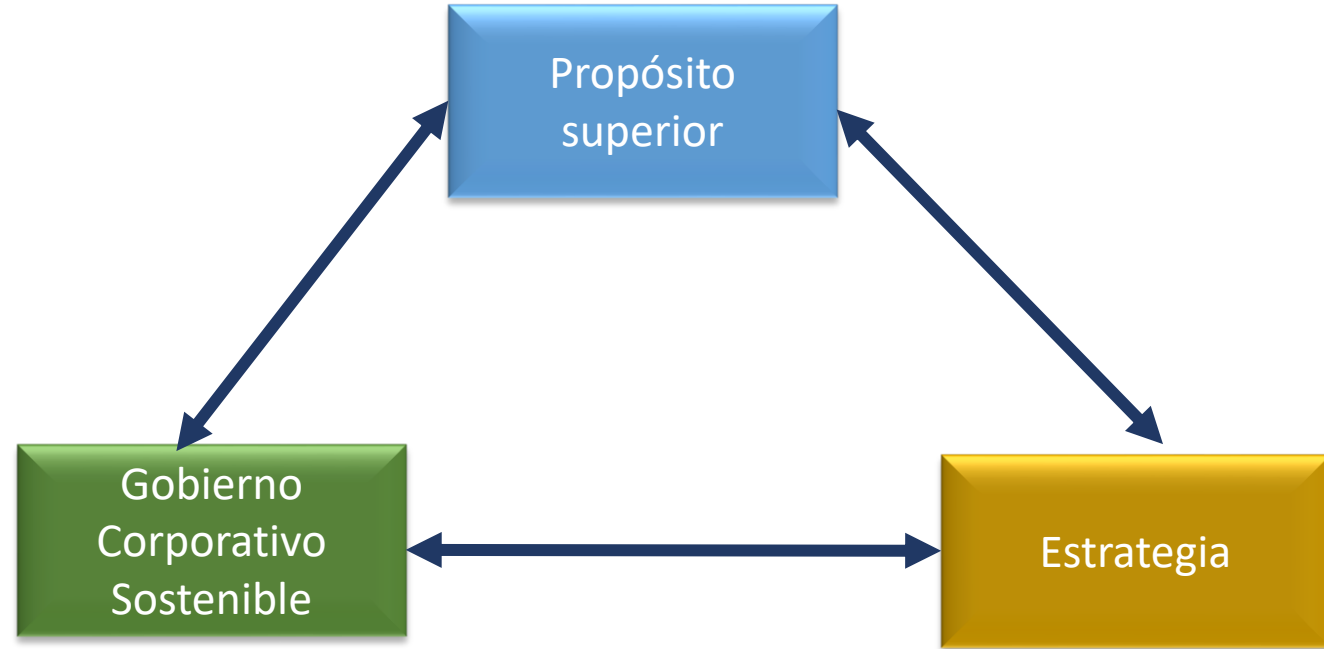 Propósito
superior
Gobierno
Corporativo
Sostenible
Estrategia